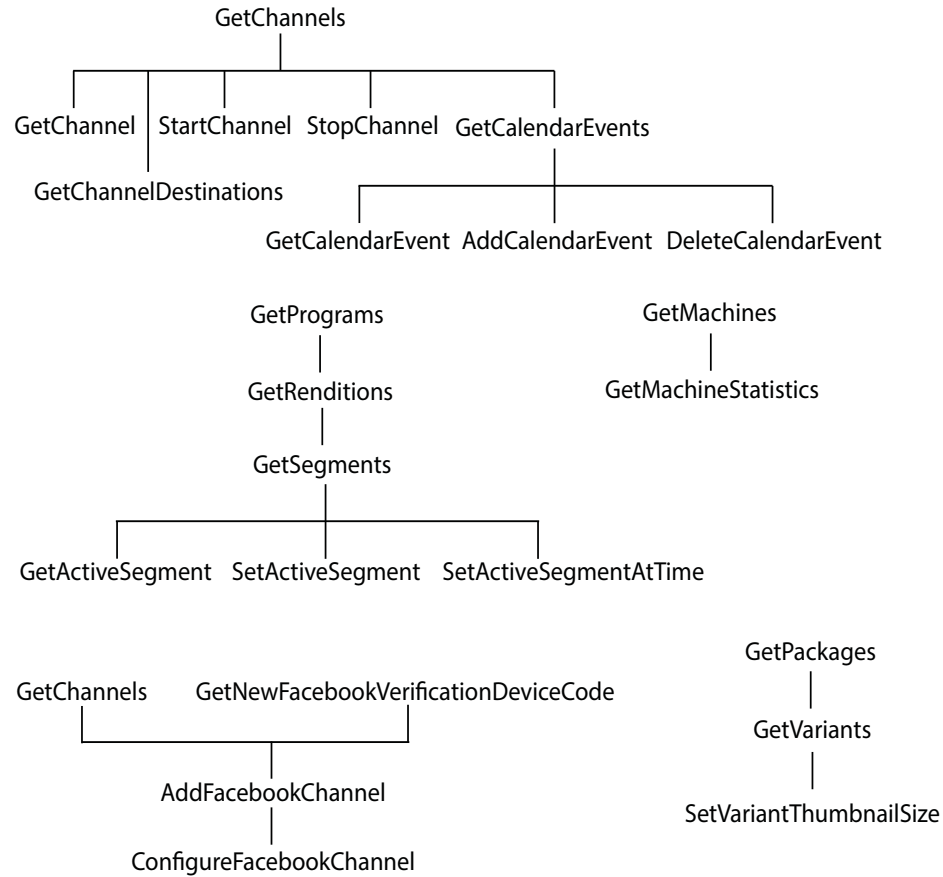 GetChannels
GetChannel StartChannel StopChannel GetCalendarEvents
GetChannelDestinations
GetCalendarEvent AddCalendarEvent DeleteCalendarEvent
GetPrograms GetMachines
GetRenditions GetMachineStatistics
GetSegments
GetActiveSegment SetActiveSegment SetActiveSegmentAtTime
GetPackages
GetChannels GetNewFacebookVerificationDeviceCode
GetVariants
AddFacebookChannel
SetVariantThumbnailSize
ConfigureFacebookChannel